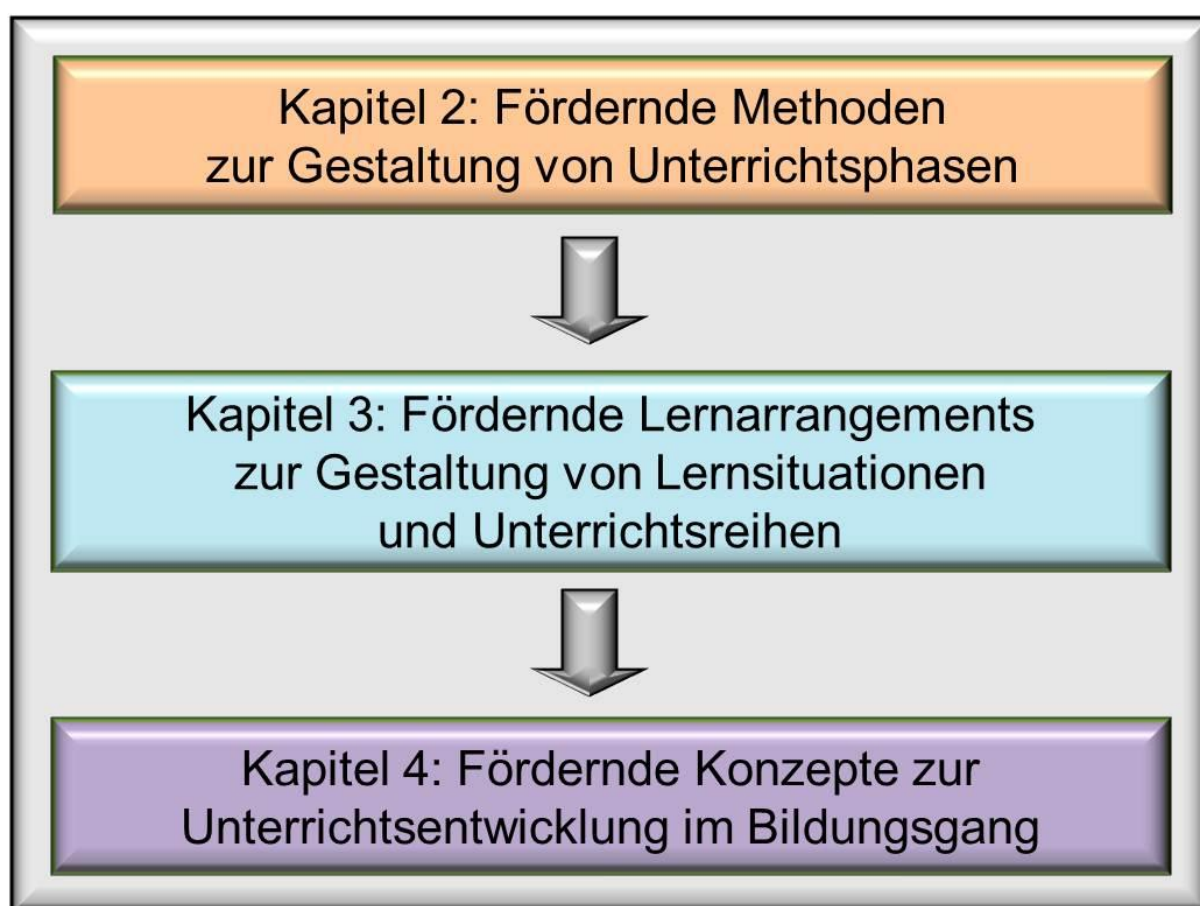 Kapitel 2: Fördernde Methoden
zur Gestaltung von Unterrichtsphasen
Kapitel 3: Fördernde Lernarrangements
zur Gestaltung von Lernsituationen
und Unterrichtsreihen
Kapitel 4: Fördernde Konzepte zur
Unterrichtsentwicklung im Bildungsgang